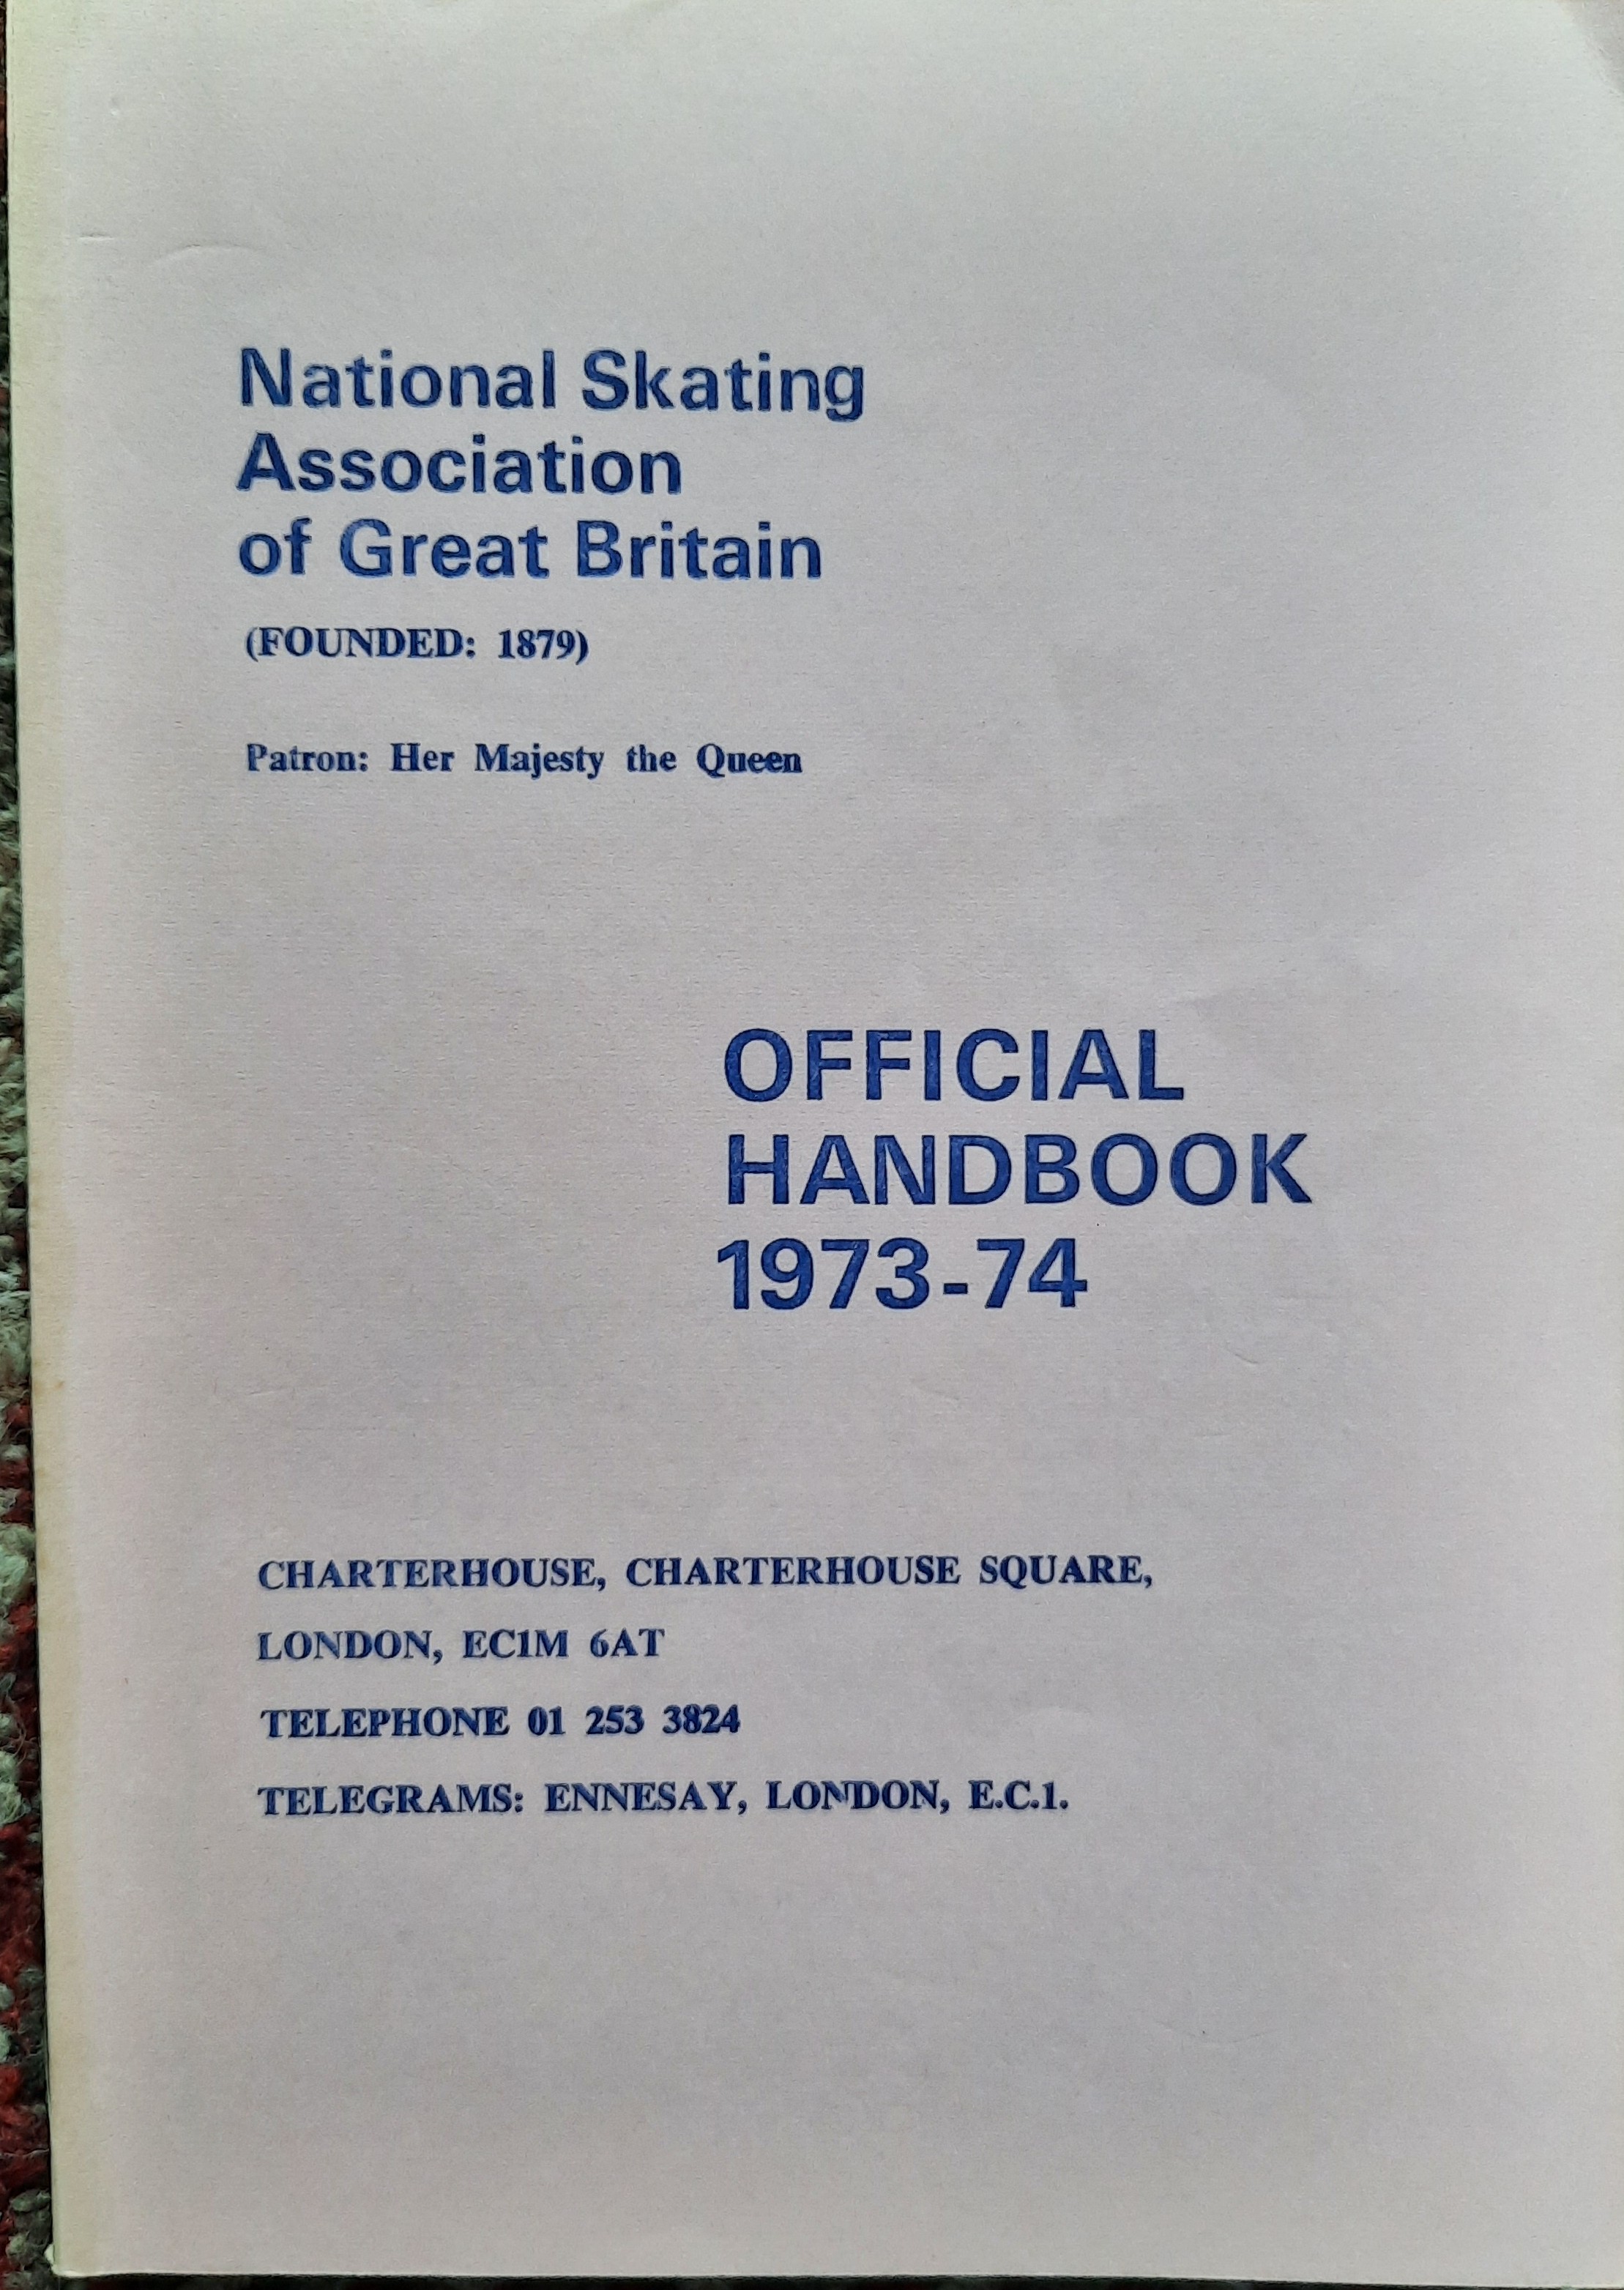 National Skating
Association
of Great Britain
(FOUNDED: 1879)
Patron: Her Majesty the Queen
OFFICIAL
HANDBOOK
1973-74
CHARTERHOUSE, CHARTERHOUSE SQUARE,
LONDON, EC1M 6AT
TELEPHONE 01 253 3824
TELEGRAMS: ENNESAY, LONDON, E.C.1.